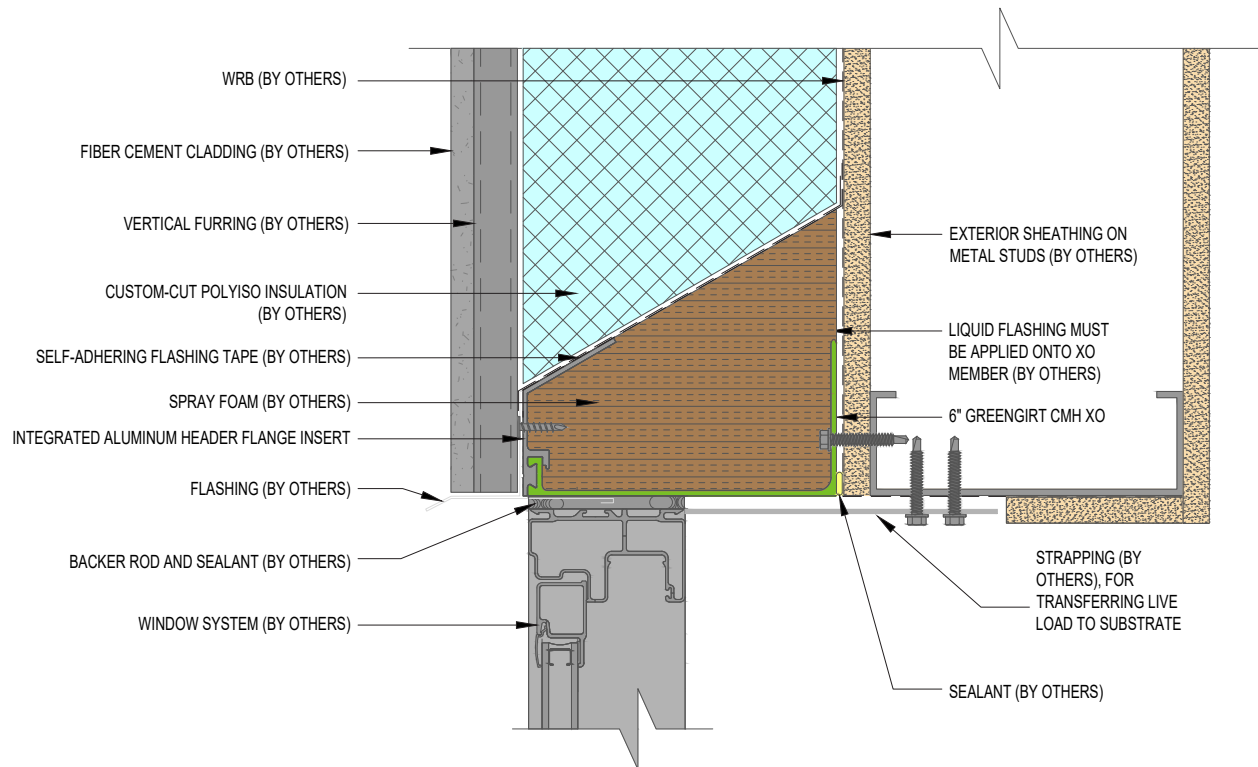 WRB (BY OTHERS)
FIBER CEMENT CLADDING (BY OTHERS)
VERTICAL FURRING (BY OTHERS)
CUSTOM-CUT POLYISO INSULATION
(BY OTHERS)
SELF-ADHERING FLASHING TAPE (BY OTHERS)
SPRAY FOAM (BY OTHERS)
INTEGRATED ALUMINUM HEADER FLANGE INSERT
FLASHING (BY OTHERS)
BACKER ROD AND SEALANT (BY OTHERS)
WINDOW SYSTEM (BY OTHERS)
EXTERIOR SHEATHING ON
METAL STUDS (BY OTHERS)
LIQUID FLASHING MUST
BE APPLIED ONTO XO
MEMBER (BY OTHERS)
6" GREENGIRT CMH XO
STRAPPING (BY
OTHERS), FOR
TRANSFERRING LIVE
LOAD TO SUBSTRATE
SEALANT (BY OTHERS)